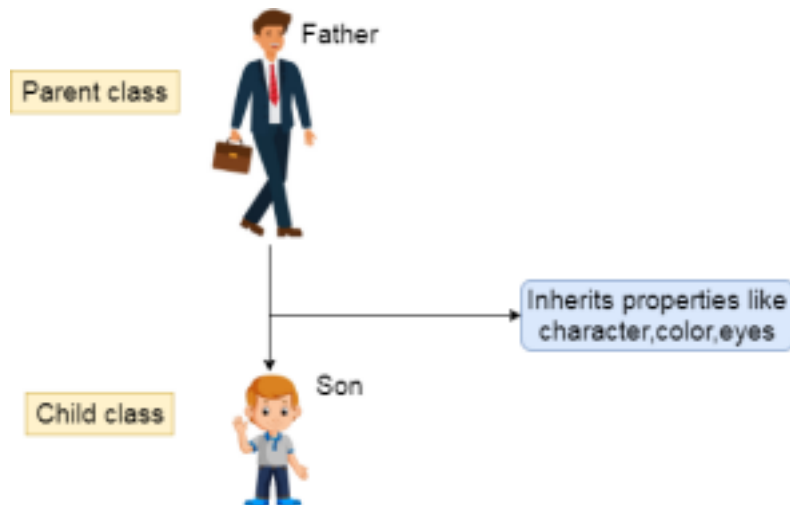 Father
Parent class
Inherits properties like
character,color,eyes
Son
Child class